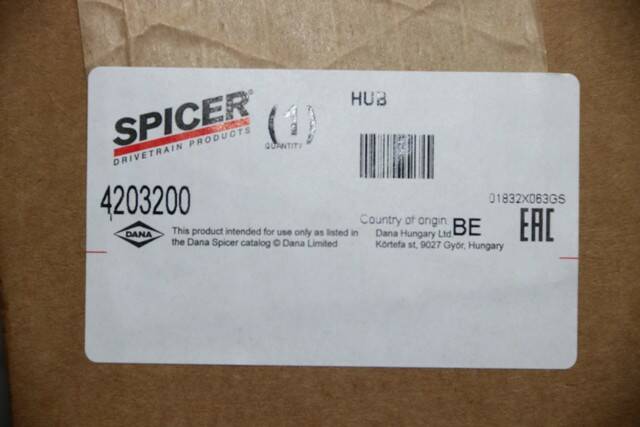 SPICER®
DRIVETRAIN PRODUCTS
(1)
QUANTITY
HUB
4203200
01832X063GS
DANA
This product intended for use only as listed in
the Dana Spicer catalog © Dana Limited
Country of origin: BE
Dana Hungary Ltd
Körtefa st, 9027 Győr, Hungary
EAC